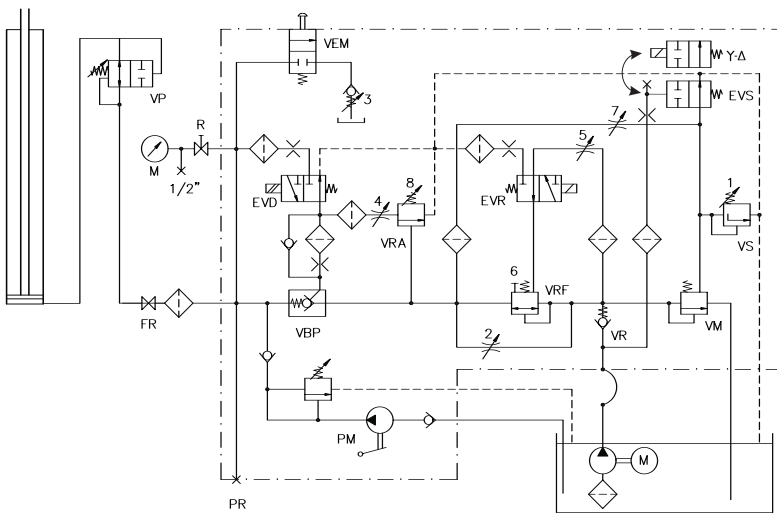 VEM
Y-Δ
VP
EVS
3
7
R
5
M
1/2"
8
EVD
4
EVR
1
VRA
VS
6
VRF
FR
VBP
2
VR
VM
PM
M
PR